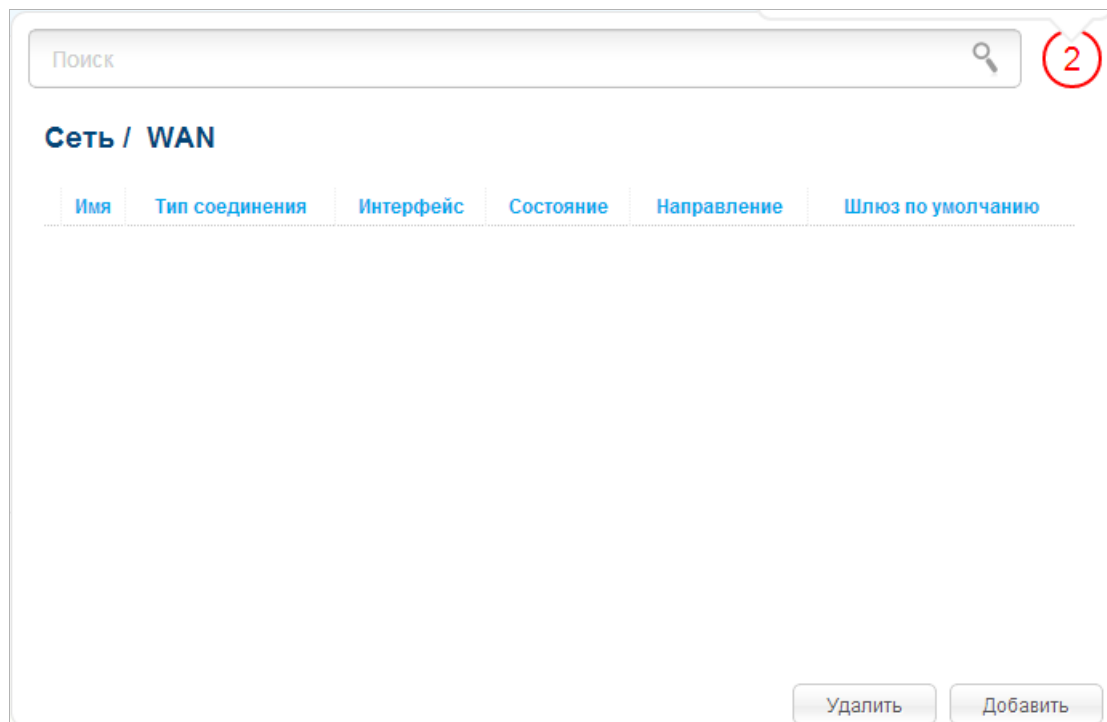 Поиск
2
Сеть / WAN
Имя Тип соединения Интерфейс Состояние Направление Шлюз по умолчанию
Удалить Добавить